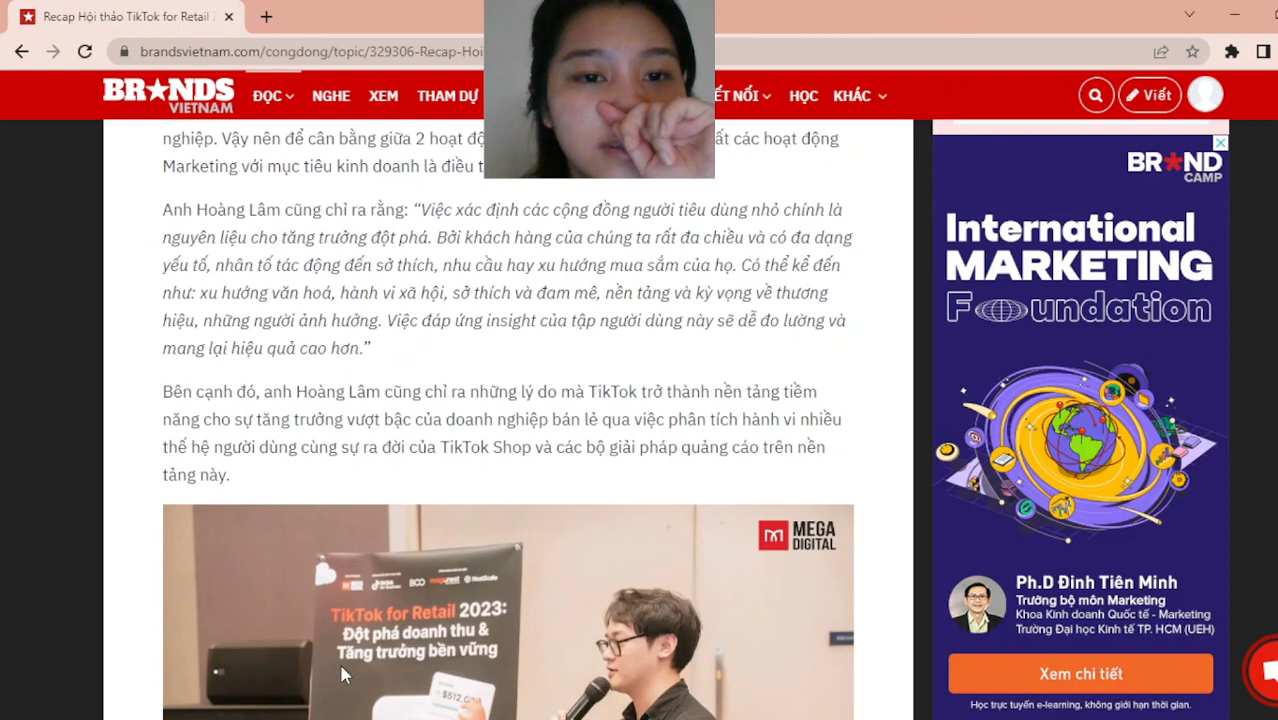 Recap Hội thảo TikTok for Retail
brandsvietnam.com/congdong/topic/329306-Recap-Hoi
BR★NDS
VIETNAM
ĐỌC
NGHE
XEM
THAM DỰ
ẾT NỐI
HỌC
KHÁC
Viết
nghiệp. Vậy nên để cân bằng giữa 2 hoạt độ
ất các hoạt động
Marketing với mục tiêu kinh doanh là điều t
Anh Hoàng Lâm cũng chỉ ra rằng: “Việc xác định các cộng đồng người tiêu dùng nhỏ chính là
nguyên liệu cho tăng trưởng đột phá. Bởi khách hàng của chúng ta rất đa chiều và có đa dạng
yếu tố, nhân tố tác động đến sở thích, nhu cầu hay xu hướng mua sắm của họ. Có thể kể đến
như: xu hướng văn hoá, hành vi xã hội, sở thích và đam mê, nền tảng và kỳ vọng về thương
hiệu, những người ảnh hưởng. Việc đáp ứng insight của tập người dùng này sẽ dễ đo lường và
mang lại hiệu quả cao hơn.”
Bên cạnh đó, anh Hoàng Lâm cũng chỉ ra những lý do mà TikTok trở thành nền tảng tiềm
năng cho sự tăng trưởng vượt bậc của doanh nghiệp bán lẻ qua việc phân tích hành vi nhiều
thế hệ người dùng cùng sự ra đời của TikTok Shop và các bộ giải pháp quảng cáo trên nền
tảng này.
MEGA
DIGITAL
TikTok for Retail 2023:
Đột phá doanh thu &
Tăng trưởng bền vững
BR★ND
CAMP
International
MARKETING
Foundation
Ph.D Đinh Tiên Minh
Trưởng bộ môn Marketing
Khoa Kinh doanh Quốc tế - Marketing
Trường Đại học Kinh tế TP. HCM (UEH)
Xem chi tiết
Học trực tuyến e-learning, không giới hạn thời gian.